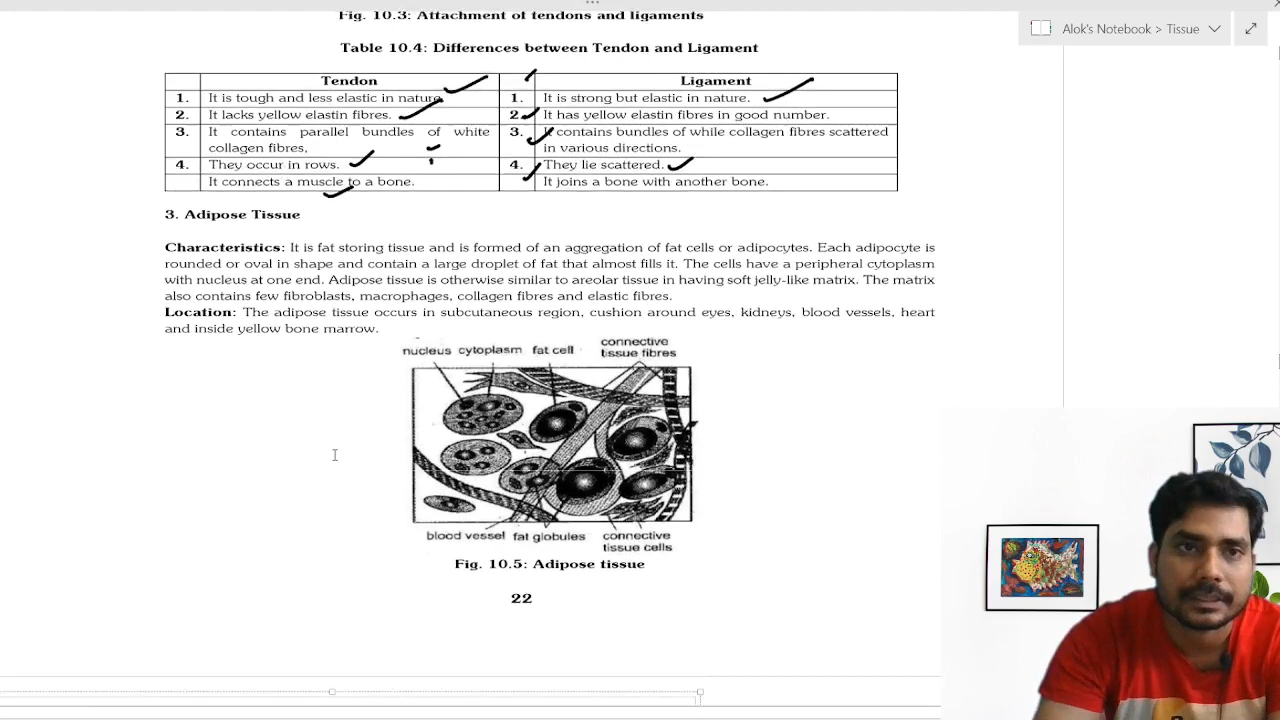 Fig. 10.3: Attachment of tendons and ligaments
Alok's Notebook > Tissue
Table 10.4: Differences between Tendon and Ligament
Tendon Ligament
1. It is tough and less elastic in nature 1. It is strong but elastic in nature.
2. It lacks yellow elastin fibres. 2. It has yellow elastin fibres in good number.
3. It contains parallel bundles of white 3. It contains bundles of while collagen fibres scattered
collagen fibres, in various directions.
4. They occur in rows. 4. They lie scattered.
It connects a muscle to a bone. It joins a bone with another bone.
3. Adipose Tissue
Characteristics: It is fat storing tissue and is formed of an aggregation of fat cells or adipocytes. Each adipocyte is
rounded or oval in shape and contain a large droplet of fat that almost fills it. The cells have a peripheral cytoplasm
with nucleus at one end. Adipose tissue is otherwise similar to areolar tissue in having soft jelly-like matrix. The matrix
also contains few fibroblasts, macrophages, collagen fibres and elastic fibres.
Location: The adipose tissue occurs in subcutaneous region, cushion around eyes, kidneys, blood vessels, heart
and inside yellow bone marrow.
nucleus cytoplasm fat cell connective
tissue fibres
blood vessel fat globules connective
tissue cells
Fig. 10.5: Adipose tissue
22